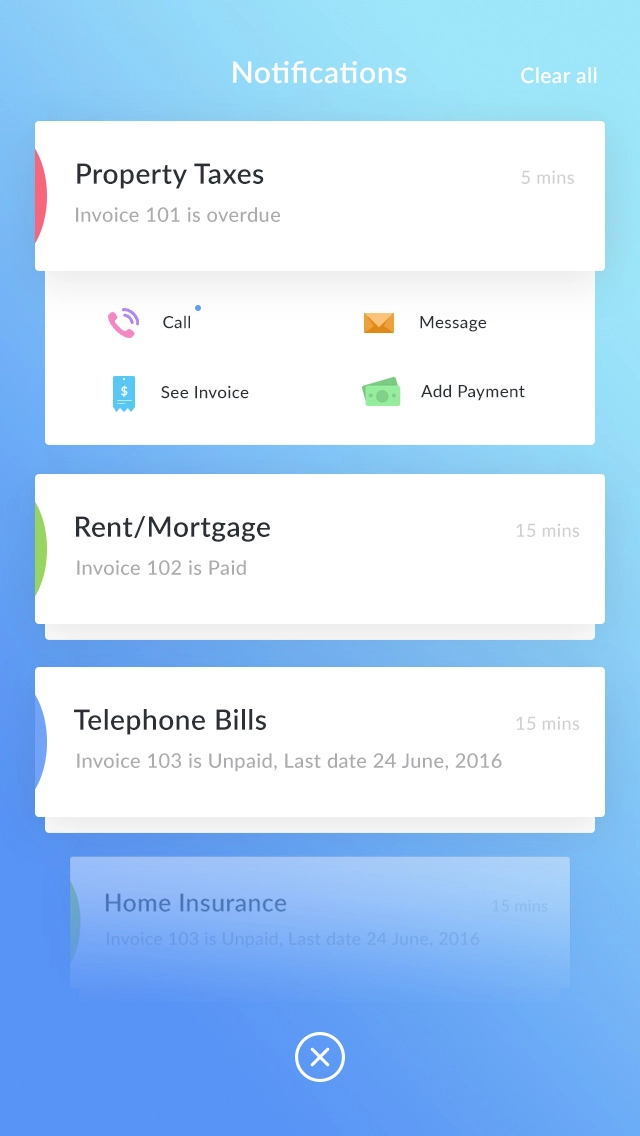 Notifications
Clear all
Property Taxes
5 mins
Invoice 101 is overdue
Call
Message
$
See Invoice
Add Payment
Rent/Mortgage
15 mins
Invoice 102 is Paid
Telephone Bills
15 mins
Invoice 103 is Unpaid, Last date 24 June, 2016
Home Insurance
15 mins
Invoice 103 is Unpaid, Last date 24 June, 2016